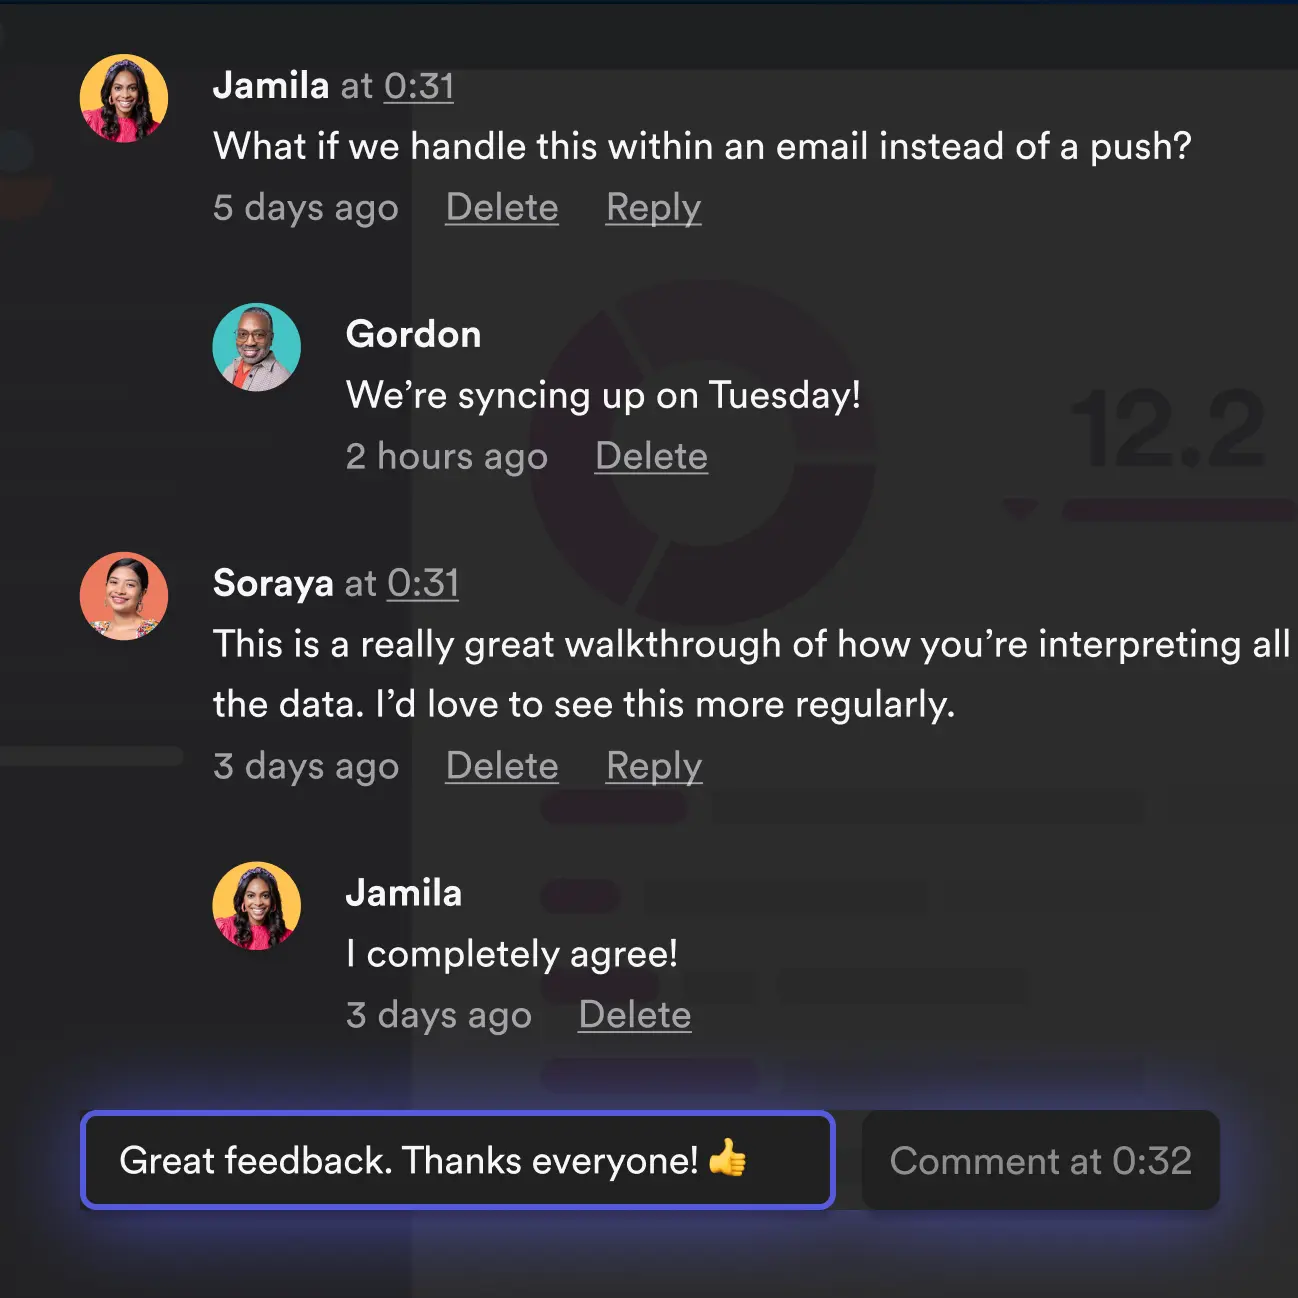 Jamila at 0:31
What if we handle this within an email instead of a push?
5 days ago Delete Reply
Gordon
We’re syncing up on Tuesday!
2 hours ago Delete
12.2
Soraya at 0:31
This is a really great walkthrough of how you’re interpreting all
the data. I’d love to see this more regularly.
3 days ago Delete Reply
Jamila
I completely agree!
3 days ago Delete
Great feedback. Thanks everyone! 👍 Comment at 0:32